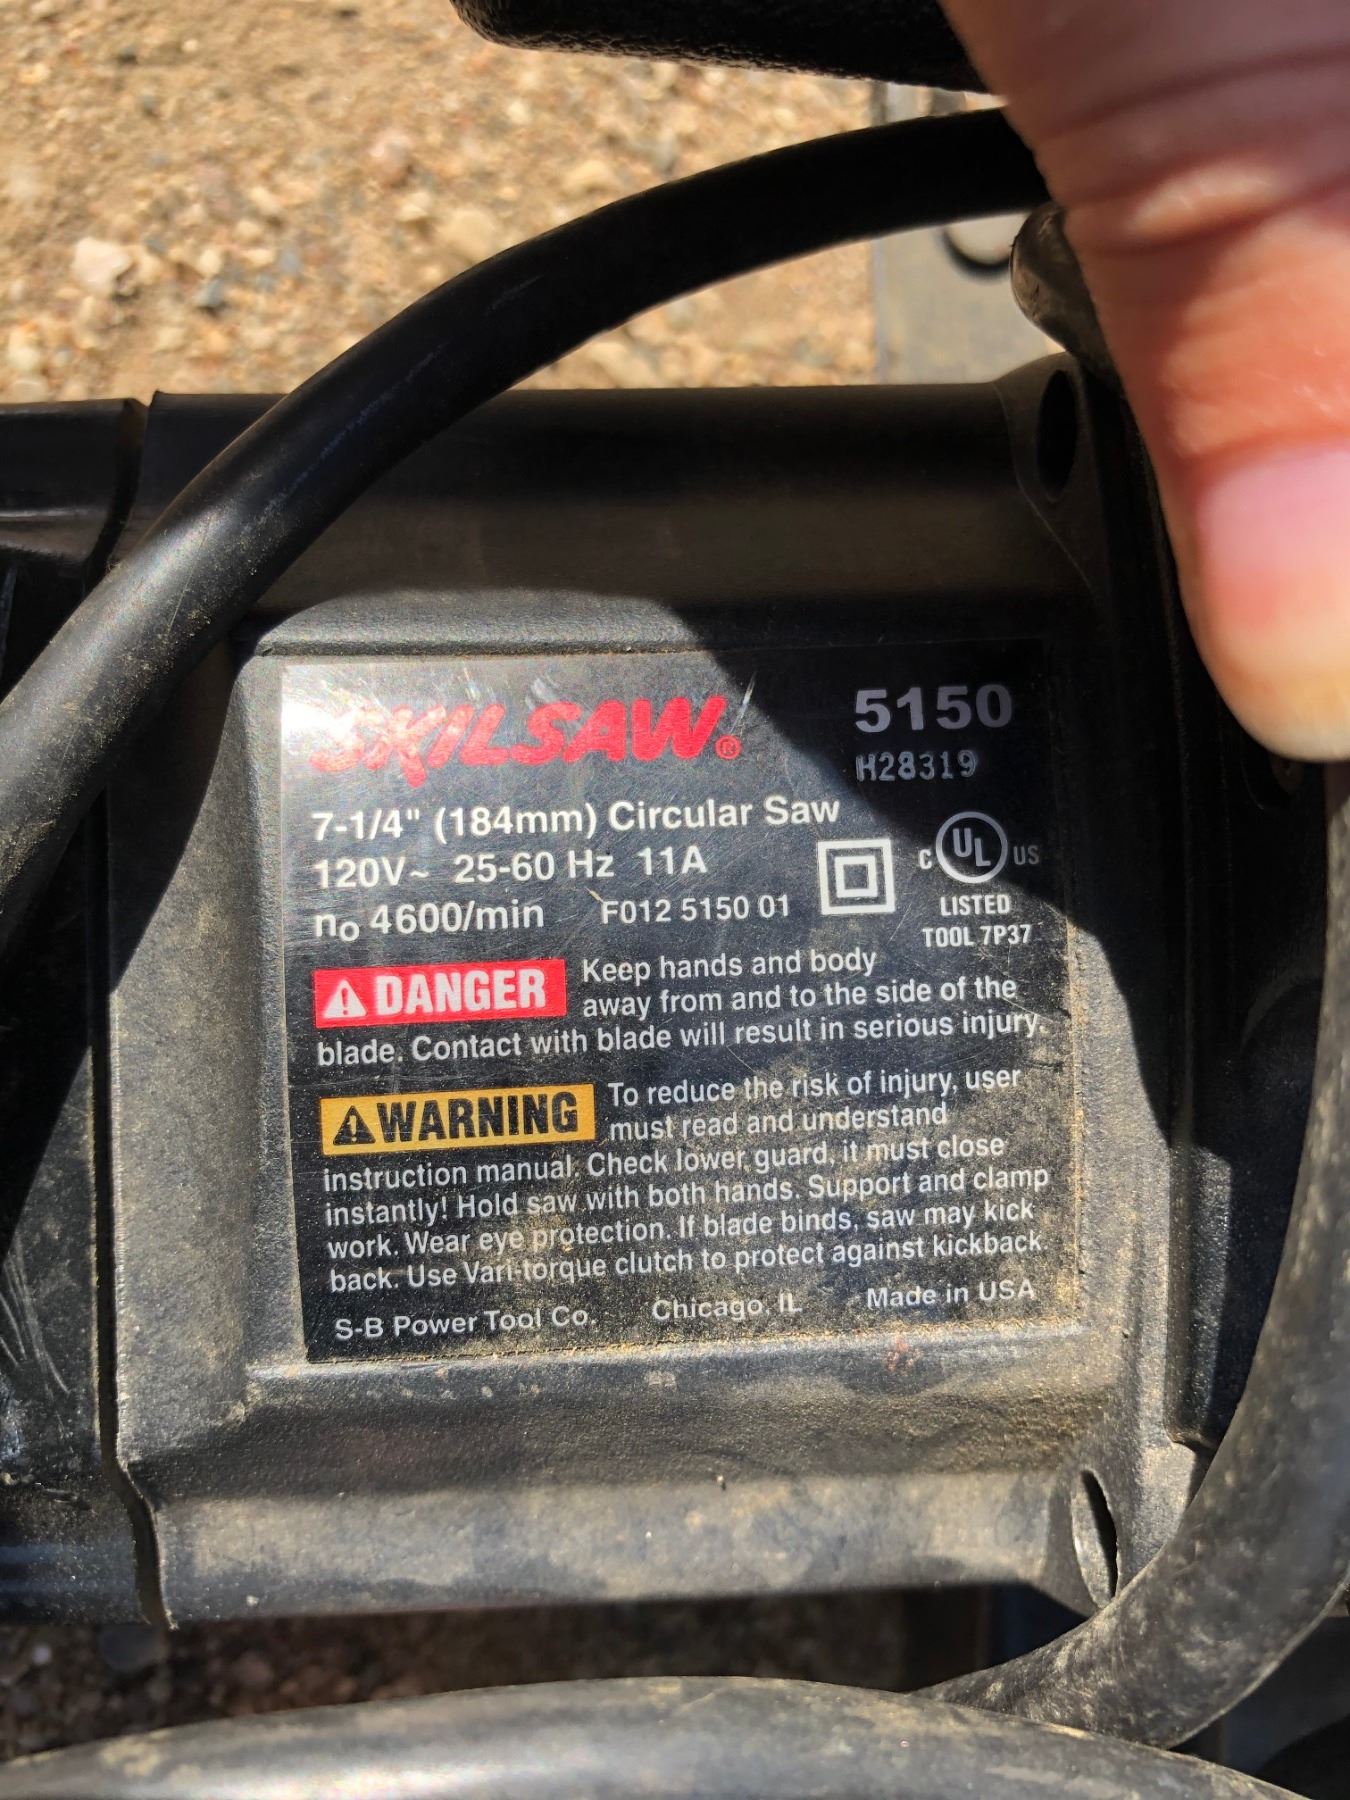 SKILSAW®
5150
H28319
7-1/4" (184mm) Circular Saw
120V~ 25-60 Hz 11A
n₀ 4600/min F012 5150 01
C UL US
LISTED
TOOL 7P37
DANGER Keep hands and body
away from and to the side of the
blade. Contact with blade will result in serious injury.
WARNING To reduce the risk of injury, user
must read and understand
instruction manual. Check lower guard, it must close
instantly! Hold saw with both hands. Support and clamp
work. Wear eye protection. If blade binds, saw may kick
back. Use Vari-torque clutch to protect against kickback
S-B Power Tool Co. Chicago, IL Made in USA